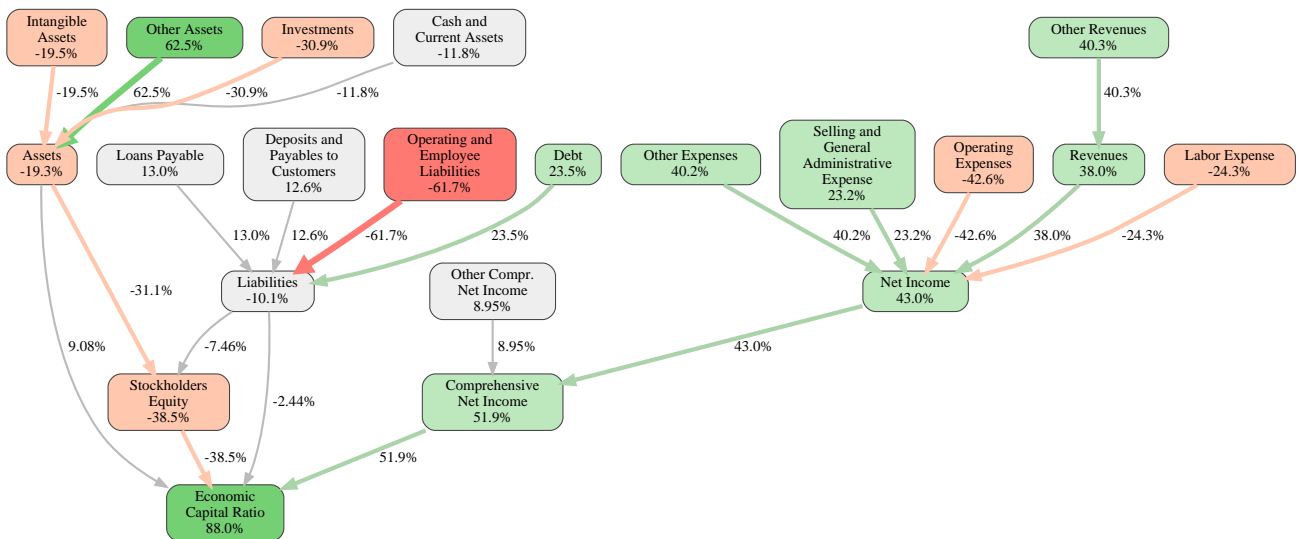 Intangible
Assets
-19.5%
Other Assets
62.5%
Investments
-30.9%
Cash and
Current Assets
-11.8%
Other Revenues
40.3%
-19.5%
62.5%
-30.9%
-11.8%
40.3%
Assets
-19.3%
Loans Payable
13.0%
Deposits and
Payables to
Customers
12.6%
Operating and
Employee
Liabilities
-61.7%
Debt
23.5%
Other Expenses
40.2%
Selling and
General
Administrative
Expense
23.2%
Operating
Expenses
-42.6%
Revenues
38.0%
Labor Expense
-24.3%
13.0%
12.6%
-61.7%
23.5%
40.2%
23.2%
-42.6%
38.0%
-24.3%
Liabilities
-10.1%
Other Compr.
Net Income
8.95%
Net Income
43.0%
-31.1%
9.08%
-7.46%
8.95%
43.0%
Stockholders
Equity
-38.5%
-2.44%
Comprehensive
Net Income
51.9%
-38.5%
51.9%
Economic
Capital Ratio
88.0%